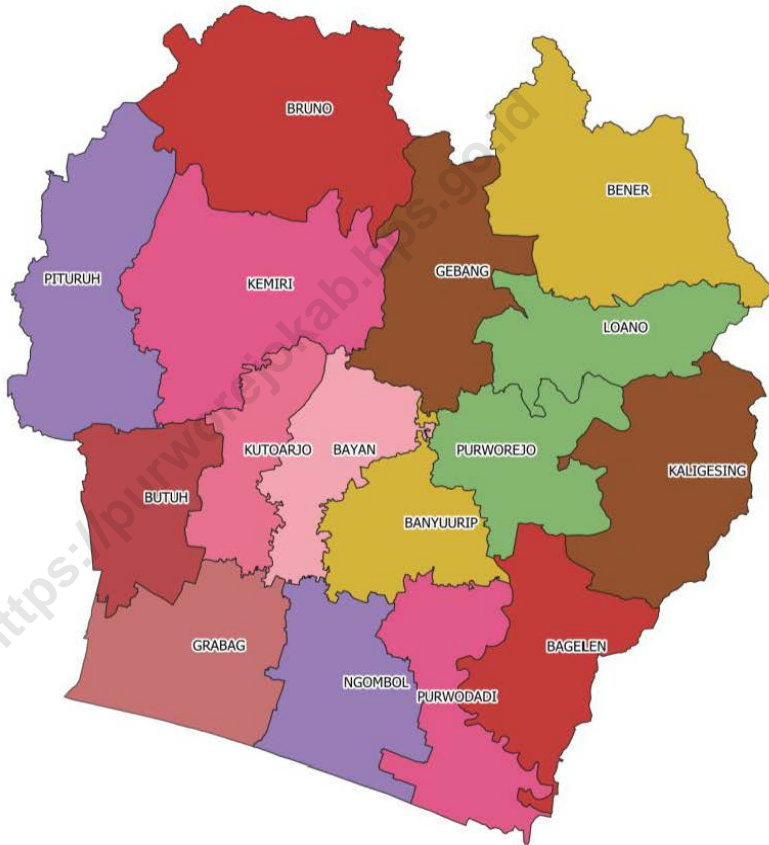 BRUNO
BENER
PITURUH
KEMIRI
GEBANG
LOANO
KUTOARJO
BAYAN
PURWOREJO
KALIGESING
BUTUH
BANYUURIP
GRABAG
NGOMBOL
PURWODADI
BAGELEN
https://purworejokab.bps.go.id